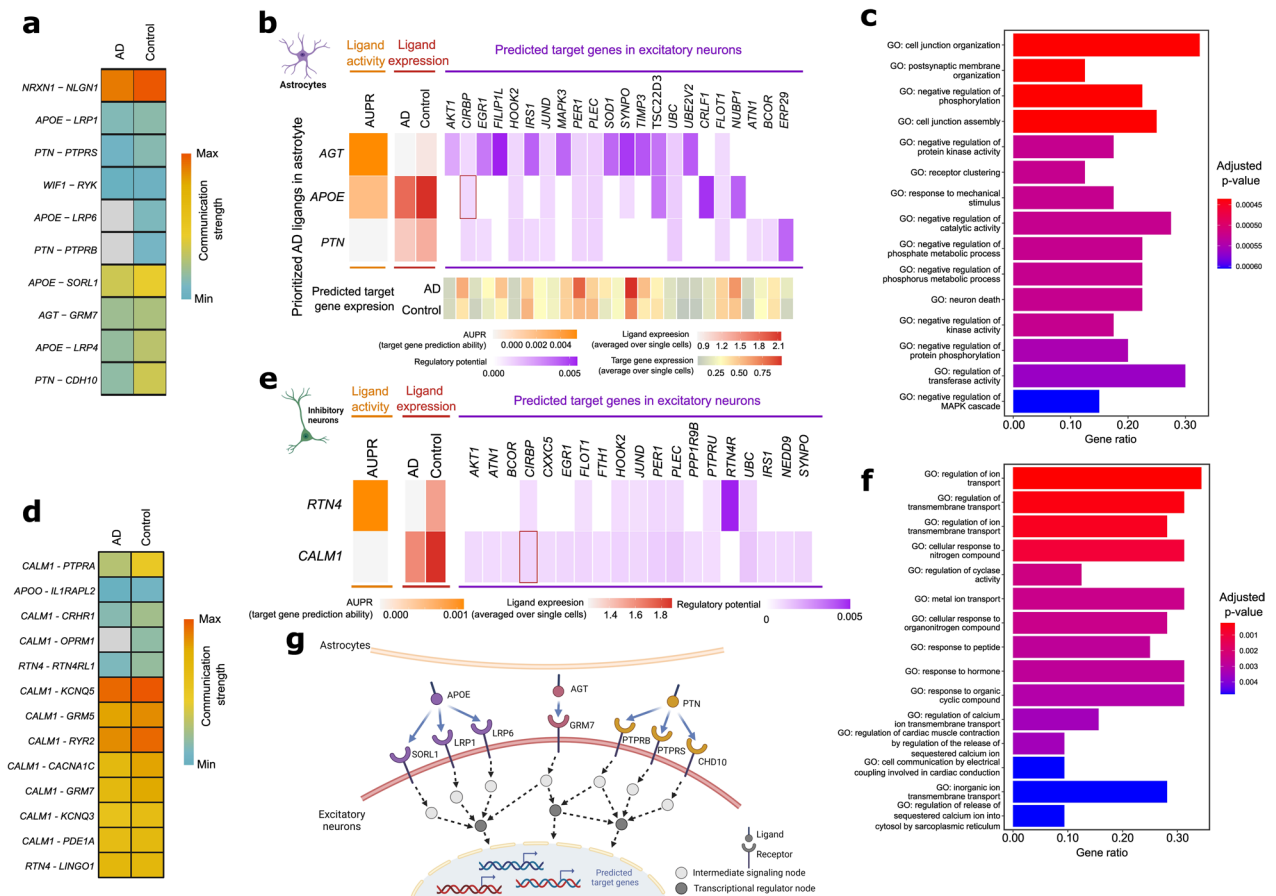 a
AD
Control
NRXN1 – NLGN1
APOE – LRP1
PTN – PTPRS
WIF1 – RYK
APOE – LRP6
PTN – PTPRB
APOE – SORL1
AGT – GRM7
APOE – LRP4
PTN – CDH10
Max
Min
Communication
strength
b
Astrocytes
Ligand
activity
Ligand
expression
Predicted target genes in excitatory neurons
AUPR
AD
Control
AKT1
CIRBP
EGR1
FILIP1L
HOOK2
IRS1
JUND
MAPK3
PER1
PLEC
SOD1
SYNPO
TIMP3
TSC22D3
UBC
UBE2V2
CRLF1
FLOT1
NUBP1
ATN1
BCOR
ERP29
Prioritized AD ligangs in astrotyte
AGT
APOE
PTN
Predicted target
gene expression
AD
Control
AUPR
(target gene prediction ability)
0.000 0.002 0.004
Ligand expression
(averaged over single cells)
0.9 1.2 1.5 1.8 2.1
Regulatory potential
0.000 0.005
Targe gene expression
(average over single cells)
0.25 0.50 0.75
c
GO: cell junction organization
GO: postsynaptic membrane
organization
GO: negative regulation of
phosphorylation
GO: cell junction assembly
GO: negative regulation of
protein kinase activity
GO: receptor clustering
GO: response to mechanical
stimulus
GO: negative regulation of
catalytic activity
GO: negative regulation of
phosphate metabolic process
GO: negative regulation of
phosphorus metabolic process
GO: neuron death
GO: negative regulation of
kinase activity
GO: negative regulation of
protein phosphorylation
GO: regulation of
transferase activity
GO: negative regulation of
MAPK cascade
0.00 0.10 0.20 0.30
Gene ratio
Adjusted
p-value
0.00045
0.00050
0.00055
0.00060
d
AD
Control
CALM1 - PTPRA
APOO - IL1RAPL2
CALM1 - CRHR1
CALM1 - OPRM1
RTN4 - RTN4RL1
CALM1 - KCNQ5
CALM1 - GRM5
CALM1 - RYR2
CALM1 - CACNA1C
CALM1 - GRM7
CALM1 - KCNQ3
CALM1 - PDE1A
RTN4 - LINGO1
Max
Min
Communication
strength
e
Inhibitory
neurons
Ligand
activity
Ligand
expression
Predicted target genes in excitatory neurons
AUPR
AD
Control
AKT1
ATN1
BCOR
CIRBP
CXXC5
EGR1
FLOT1
FTH1
HOOK2
JUND
PER1
PLEC
PPP1R9B
PTPRU
RTN4R
UBC
IRS1
NEDD9
SYNPO
RTN4
CALM1
AUPR
(target gene prediction ability)
0.000 0.001
Ligand expression
(averaged over single cells)
1.4 1.6 1.8
Regulatory potential
0 0.005
f
GO: regulation of ion
transport
GO: regulation of
transmembrane transport
GO: regulation of ion
transmembrane transport
GO: cellular response to
nitrogen compound
GO: regulation of cyclase
activity
GO: metal ion transport
GO: cellular response to
organonitrogen compound
GO: response to peptide
GO: response to hormone
GO: response to organic
cyclic compound
GO: regulation of calcium
ion transmembrane transport
GO: regulation of cardiac muscle contraction
by regulation of the release of
sequestered calcium ion
GO: cell communication by electrical
coupling involved in cardiac conduction
GO: inorganic ion
transmembrane transport
GO: regulation of release of
sequestered calcium ion into
cytosol by sarcoplasmic reticulum
0.00 0.10 0.20 0.30
Gene ratio
Adjusted
p-value
0.001
0.002
0.003
0.004
g
Astrocytes
APOE
AGT
PTN
SORL1
LRP1
LRP6
GRM7
PTPRB
PTPRS
CHD10
Excitatory
neurons
Predicted
target genes
Ligand
Receptor
Intermediate signaling node
Transcriptional regulator node